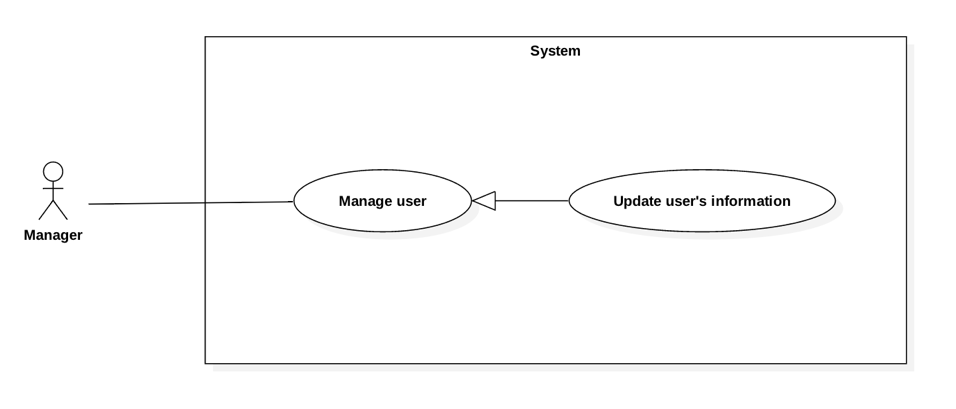 System
Manage user
Update user's information
Manager